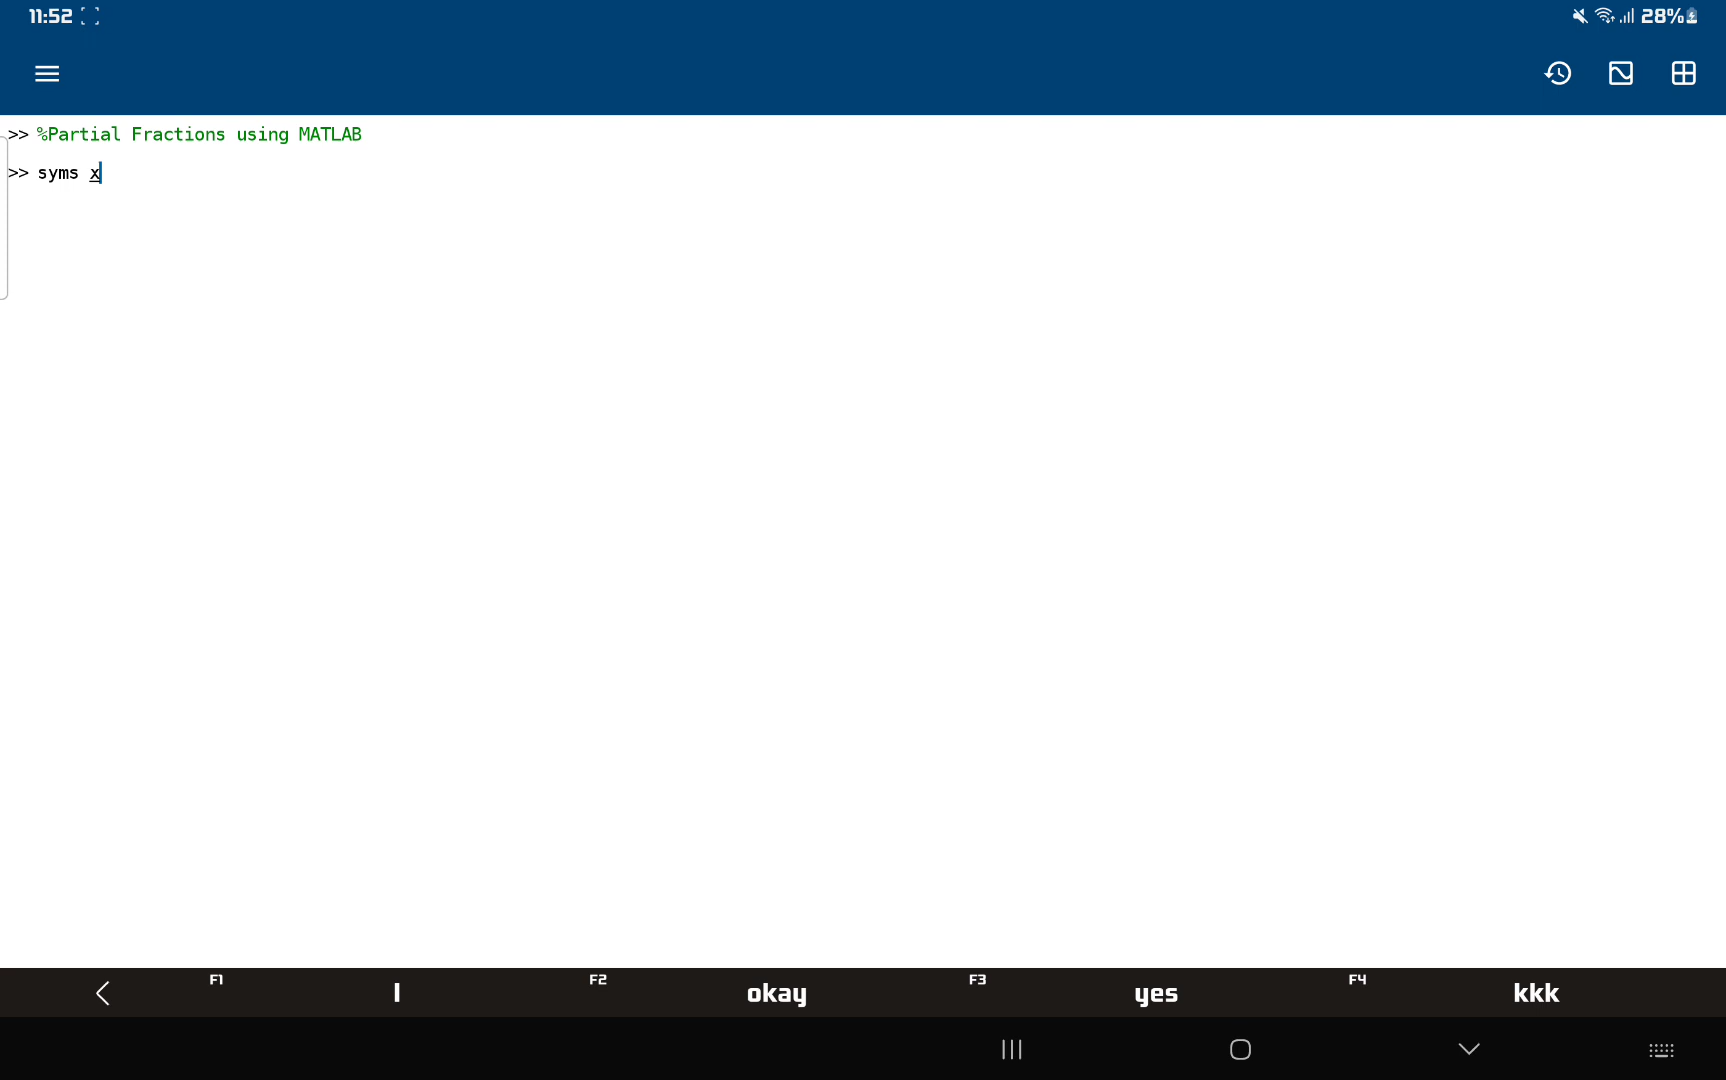 11:52
28%
>> %Partial Fractions using MATLAB
>> syms x
F1 I F2 okay F3 yes F4 kkk